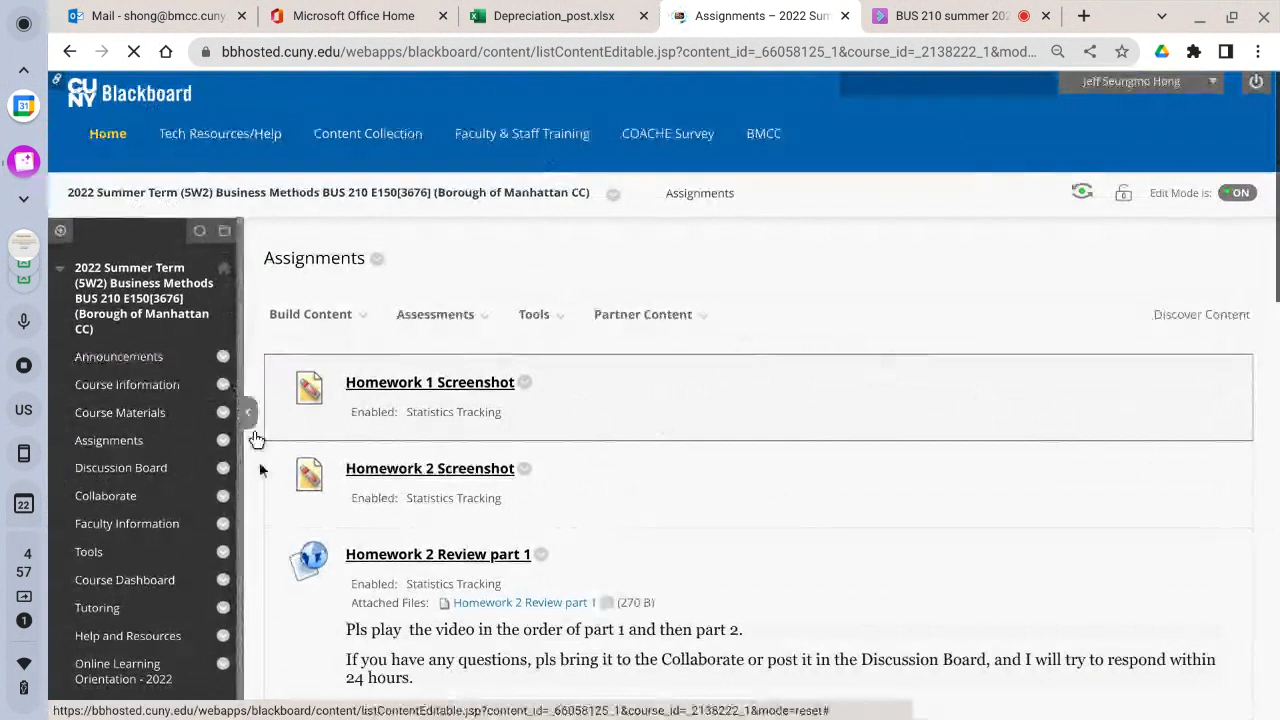 Mail - shong@bmcc.cuny.
Microsoft Office Home
Depreciation_post.xlsx
Assignments – 2022 Sum
BUS 210 summer 202
bbhosted.cuny.edu/webapps/blackboard/content/listContentEditable.jsp?content_id=_66058125_1&course_id=_2138222_1&mod...
CU
NY Blackboard
Jeff Seungmo Hong
Home
Tech Resources/Help
Content Collection
Faculty & Staff Training
COACHE Survey
BMCC
2022 Summer Term (5W2) Business Methods BUS 210 E150[3676] (Borough of Manhattan CC)
Assignments
Edit Mode is:
ON
2022 Summer Term
(5W2) Business Methods
BUS 210 E150[3676]
(Borough of Manhattan
CC)
Announcements
Course Information
Course Materials
Assignments
Discussion Board
Collaborate
Faculty Information
Tools
Course Dashboard
Tutoring
Help and Resources
Online Learning
Orientation - 2022
Assignments
Build Content
Assessments
Tools
Partner Content
Discover Content
Homework 1 Screenshot
Enabled: Statistics Tracking
Homework 2 Screenshot
Enabled: Statistics Tracking
Homework 2 Review part 1
Enabled: Statistics Tracking
Attached Files: Homework 2 Review part 1 (270 B)
Pls play the video in the order of part 1 and then part 2.
If you have any questions, pls bring it to the Collaborate or post it in the Discussion Board, and I will try to respond within
24 hours.
31
US
22
4
57
1
https://bbhosted.cuny.edu/webapps/blackboard/content/listContentEditable.jsp?content_id=_66058125_1&course_id=_2138222_1&mode=reset#